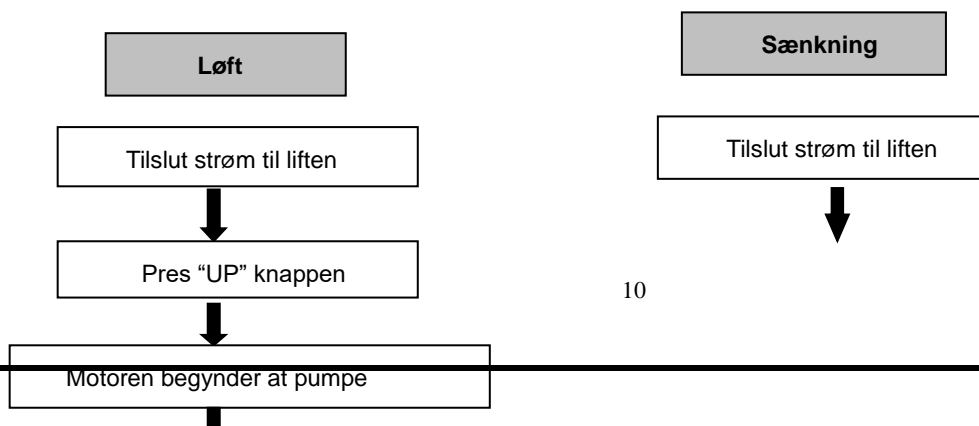 Løft
Sænkning
Tilslut strøm til liften
Tilslut strøm til liften
Pres “UP” knappen
10
Motoren begynder at pumpe